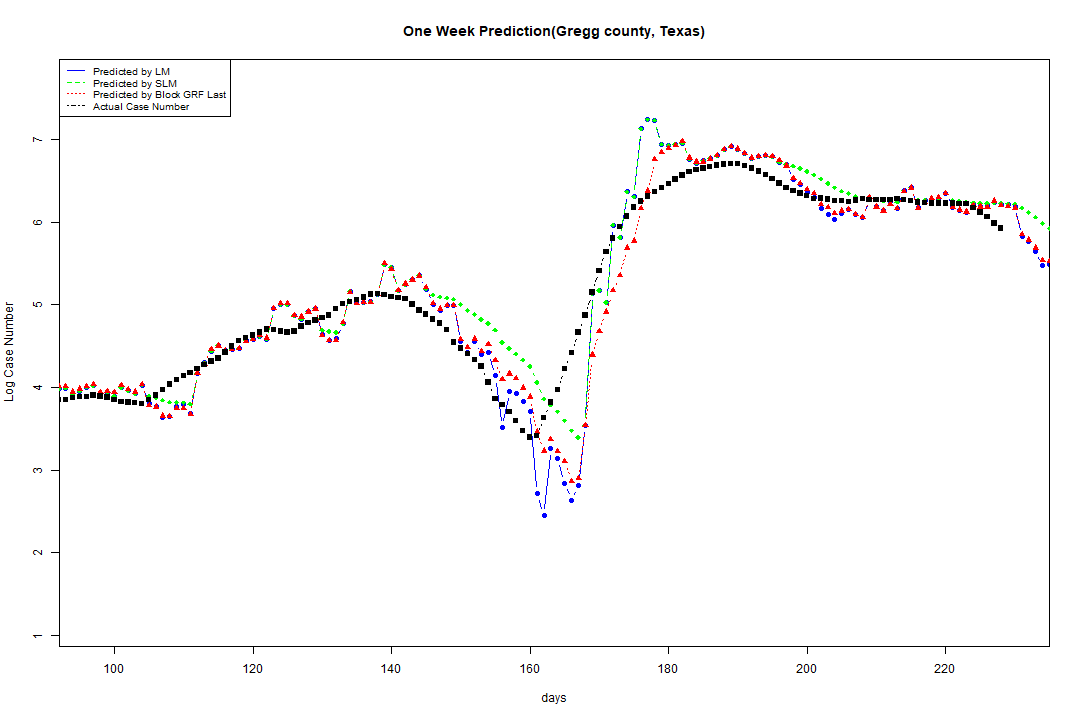 One Week Prediction(Gregg county, Texas)
Predicted by LM
Predicted by SLM
Predicted by Block GRF Last
Actual Case Number
7
6
5
4
3
2
1
Log Case Number
100 120 140 160 180 200 220
days